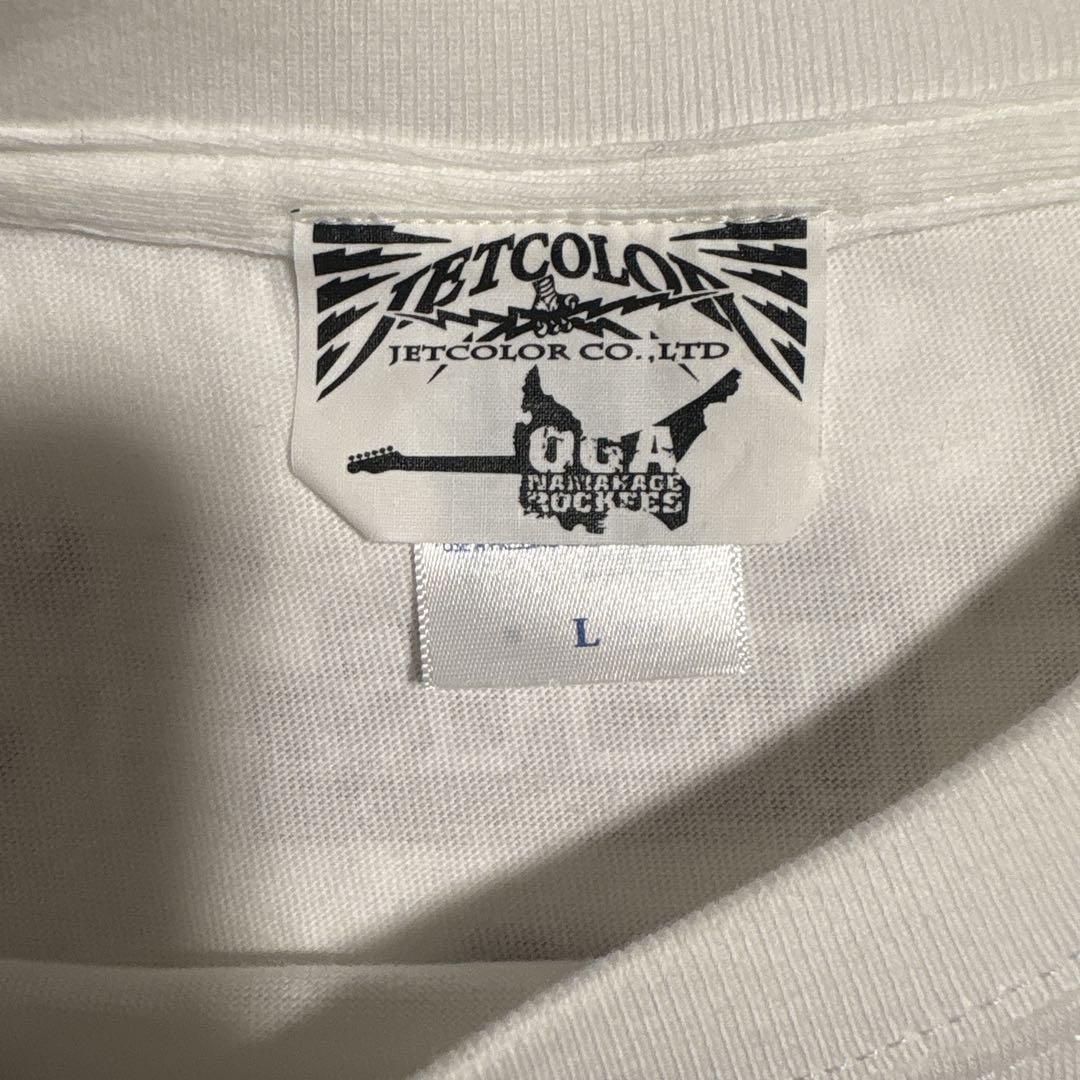 JETCOLOR
JETCOLOR CO.,LTD
OGA
NAMAHAGE
ROCKFES
L